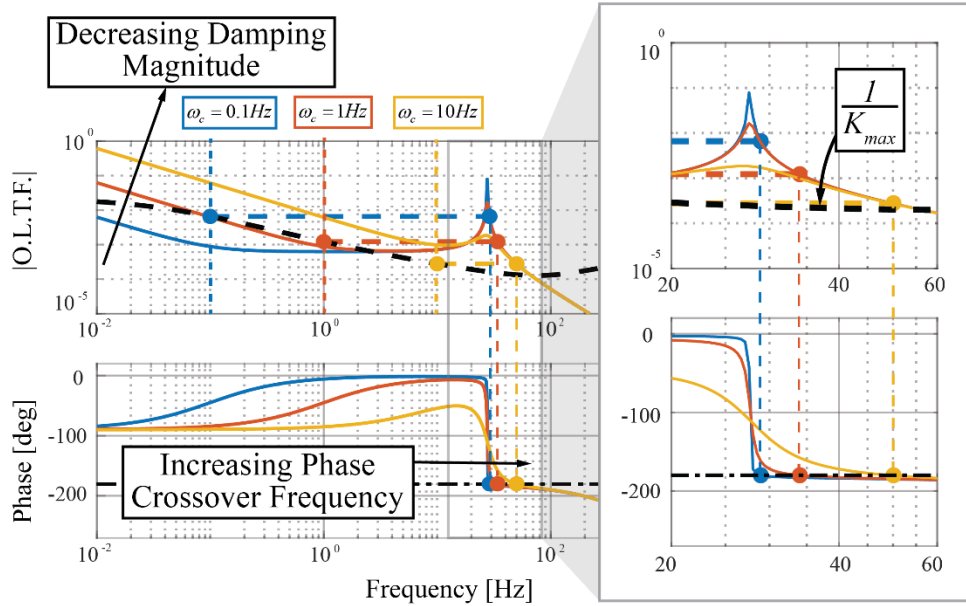 Decreasing Damping
Magnitude
ω_c = 0.1Hz
ω_c = 1Hz
ω_c = 10Hz
|O.L.T.F.|
10^0
10^-5
10^-2
10^0
10^2
Phase [deg]
0
-100
-200
Increasing Phase
Crossover Frequency
10^-2
10^0
10^2
Frequency [Hz]
10^0
10^-5
1
K_max
20
40
60
0
-100
-200
20
40
60